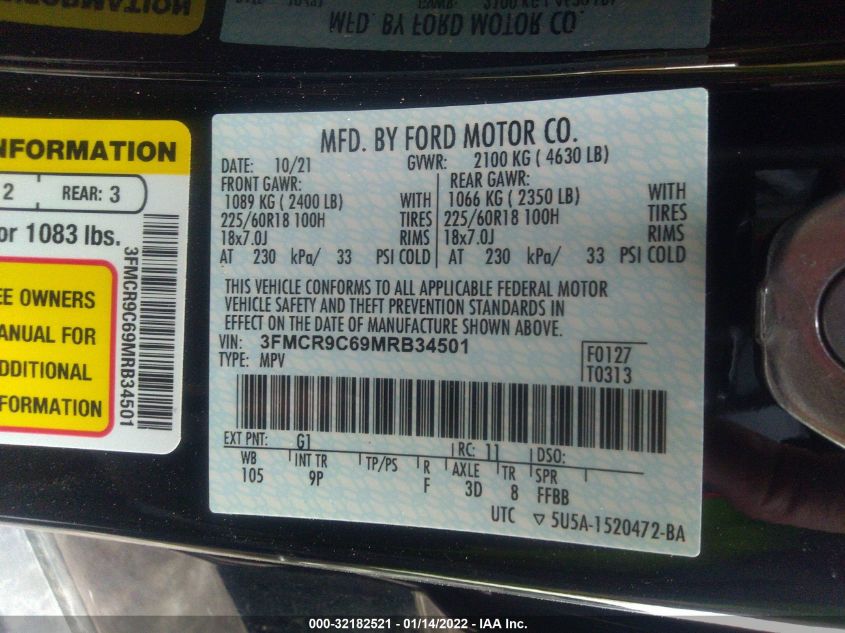 MFD. BY FORD MOTOR CO.
NFORMATION
2 REAR: 3
or 1083 lbs.
EE OWNERS
ANUAL FOR
DDITIONAL
FORMATION
3FMCR9C69MRB34501
MFD. BY FORD MOTOR CO.
DATE: 10/21 GVWR: 2100 KG ( 4630 LB)
FRONT GAWR: REAR GAWR:
1089 KG ( 2400 LB) WITH 1066 KG ( 2350 LB) WITH
225/60R18 100H TIRES 225/60R18 100H TIRES
18x7.0J RIMS 18x7.0J RIMS
AT 230 kPa/ 33 PSI COLD AT 230 kPa/ 33 PSI COLD
THIS VEHICLE CONFORMS TO ALL APPLICABLE FEDERAL MOTOR
VEHICLE SAFETY AND THEFT PREVENTION STANDARDS IN
EFFECT ON THE DATE OF MANUFACTURE SHOWN ABOVE.
VIN: 3FMCR9C69MRB34501
TYPE: MPV
F0127
T0313
EXT PNT: G1 RC: 11 DSO:
WB INT TR TP/PS R AXLE TR SPR
105 9P F 3D 8 FFBB
UTC ▽ 5U5A-1520472-BA
000-32182521 - 01/14/2022 - IAA Inc.